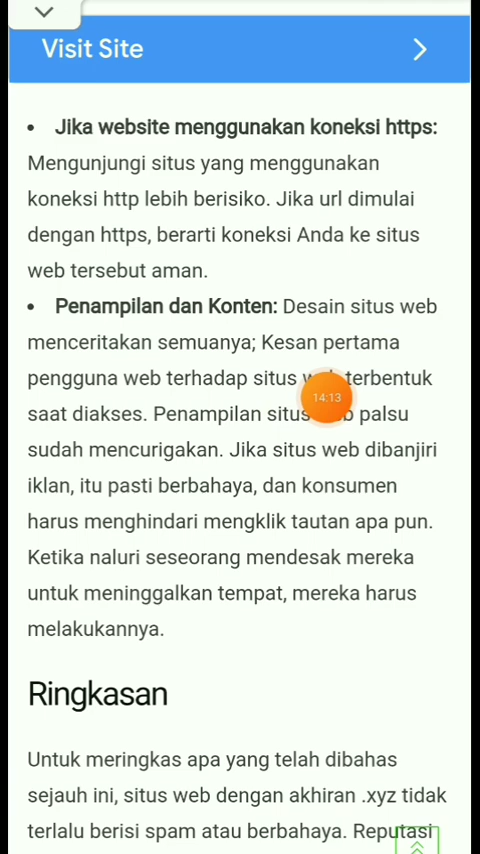 Visit Site
• Jika website menggunakan koneksi https:
Mengunjungi situs yang menggunakan
koneksi http lebih berisiko. Jika url dimulai
dengan https, berarti koneksi Anda ke situs
web tersebut aman.
• Penampilan dan Konten: Desain situs web
menceritakan semuanya; Kesan pertama
pengguna web terhadap situs terbentuk
14:13
saat diakses. Penampilan situs palsu
sudah mencurigakan. Jika situs web dibanjiri
iklan, itu pasti berbahaya, dan konsumen
harus menghindari mengklik tautan apa pun.
Ketika naluri seseorang mendesak mereka
untuk meninggalkan tempat, mereka harus
melakukannya.
Ringkasan
Untuk meringkas apa yang telah dibahas
sejauh ini, situs web dengan akhiran .xyz tidak
terlalu berisi spam atau berbahaya. Reputasi